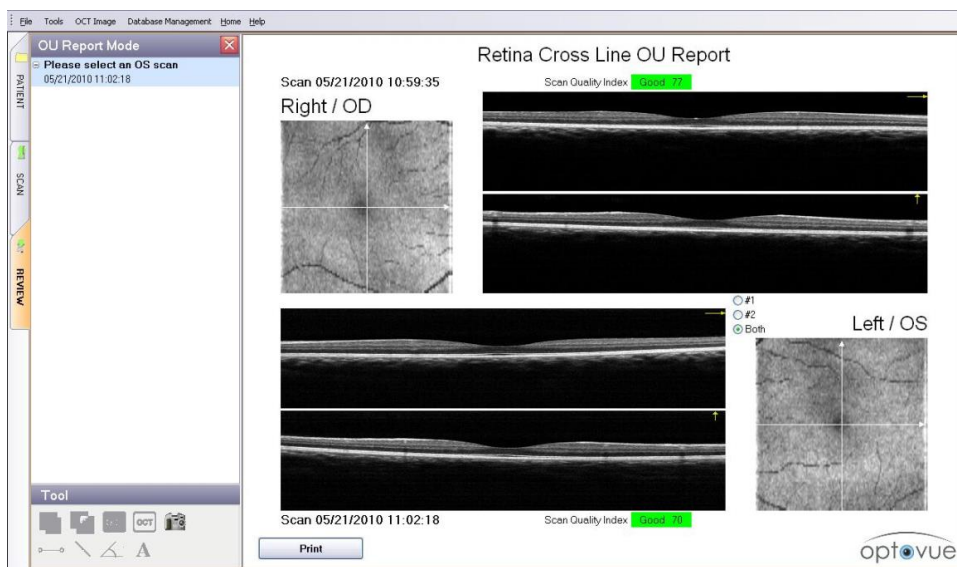 File Tools OCT Image Database Management Home Help
OU Report Mode
Please select an OS scan
05/21/2010 11:02:18
PATIENT
SCAN
REVIEW
Retina Cross Line OU Report
Scan 05/21/2010 10:59:35
Scan Quality Index Good 77
Right / OD
#1
#2
Both
Left / OS
Tool
OCT
A
Scan 05/21/2010 11:02:18
Scan Quality Index Good 70
Print
optovue